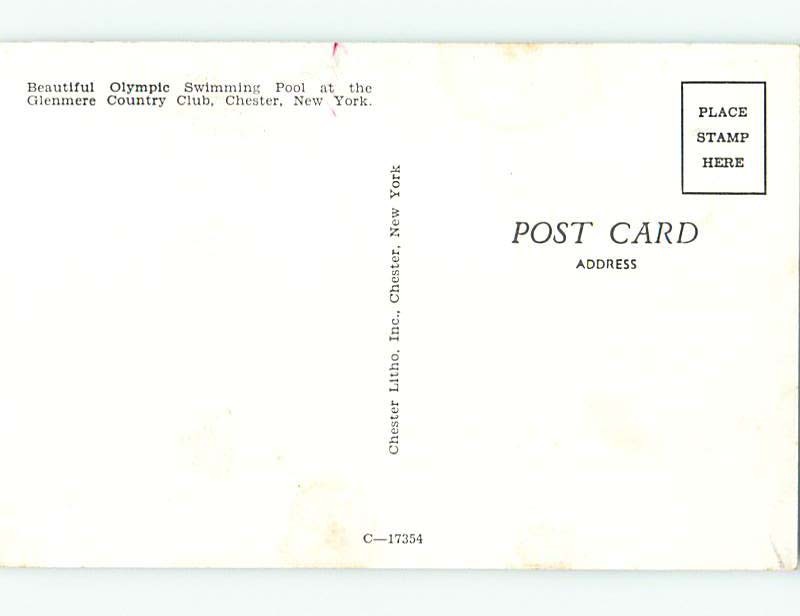 Beautiful Olympic Swimming Pool at the
Glenmere Country Club, Chester, New York.
PLACE
STAMP
HERE
POST CARD
ADDRESS
Chester Litho, Inc., Chester, New York
C—17354